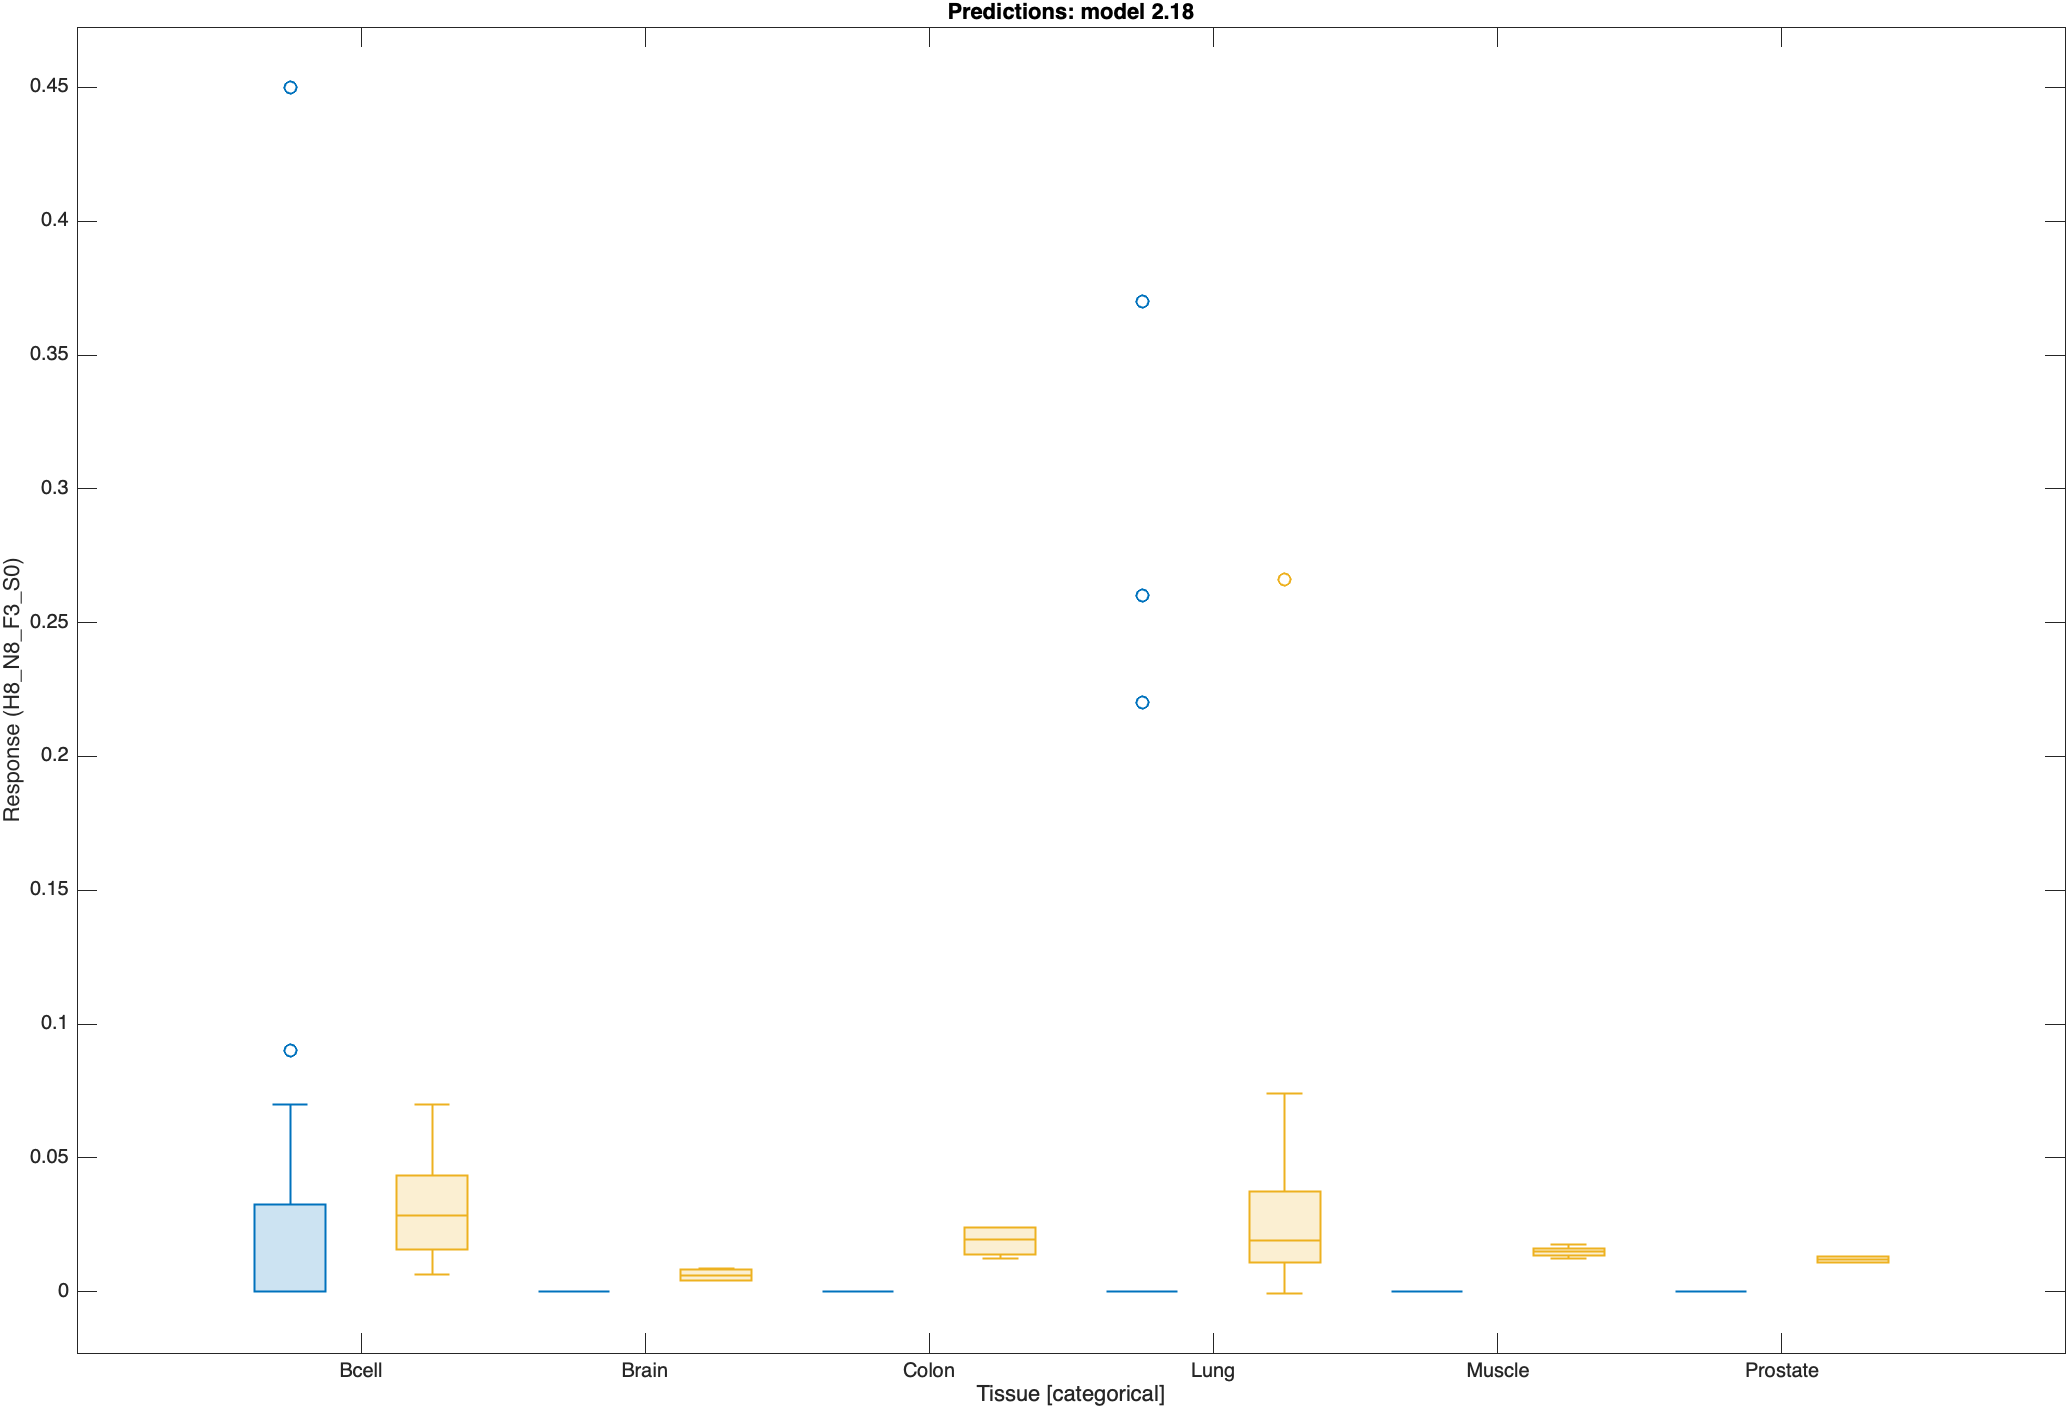 Predictions: model 2.18
0.45
0.4
0.35
0.3
0.25
0.2
0.15
0.1
0.05
0
Response (H8_N8_F3_S0)
Bcell Brain Colon Lung Muscle Prostate
Tissue [categorical]